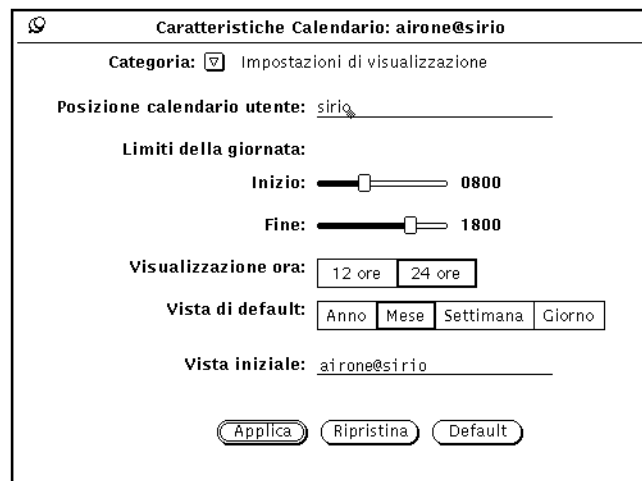 Caratteristiche Calendario: airone@sirio
Categoria: Impostazioni di visualizzazione
Posizione calendario utente: sirio
Limiti della giornata:
Inizio: 0800
Fine: 1800
Visualizzazione ora: 12 ore 24 ore
Vista di default: Anno Mese Settimana Giorno
Vista iniziale: airone@sirio
Applica Ripristina Default